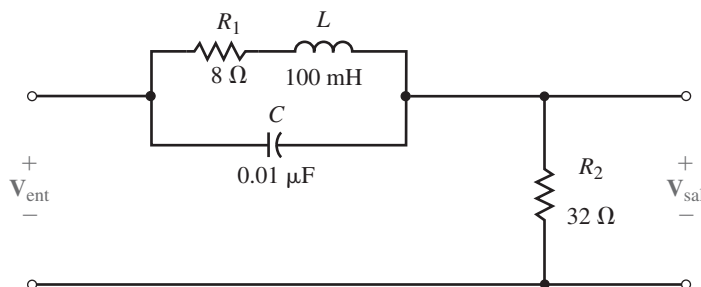 R1 L
8 Ω 100 mH
C
0.01 μF
+ +
Vent R2 Vsal
− 32 Ω −